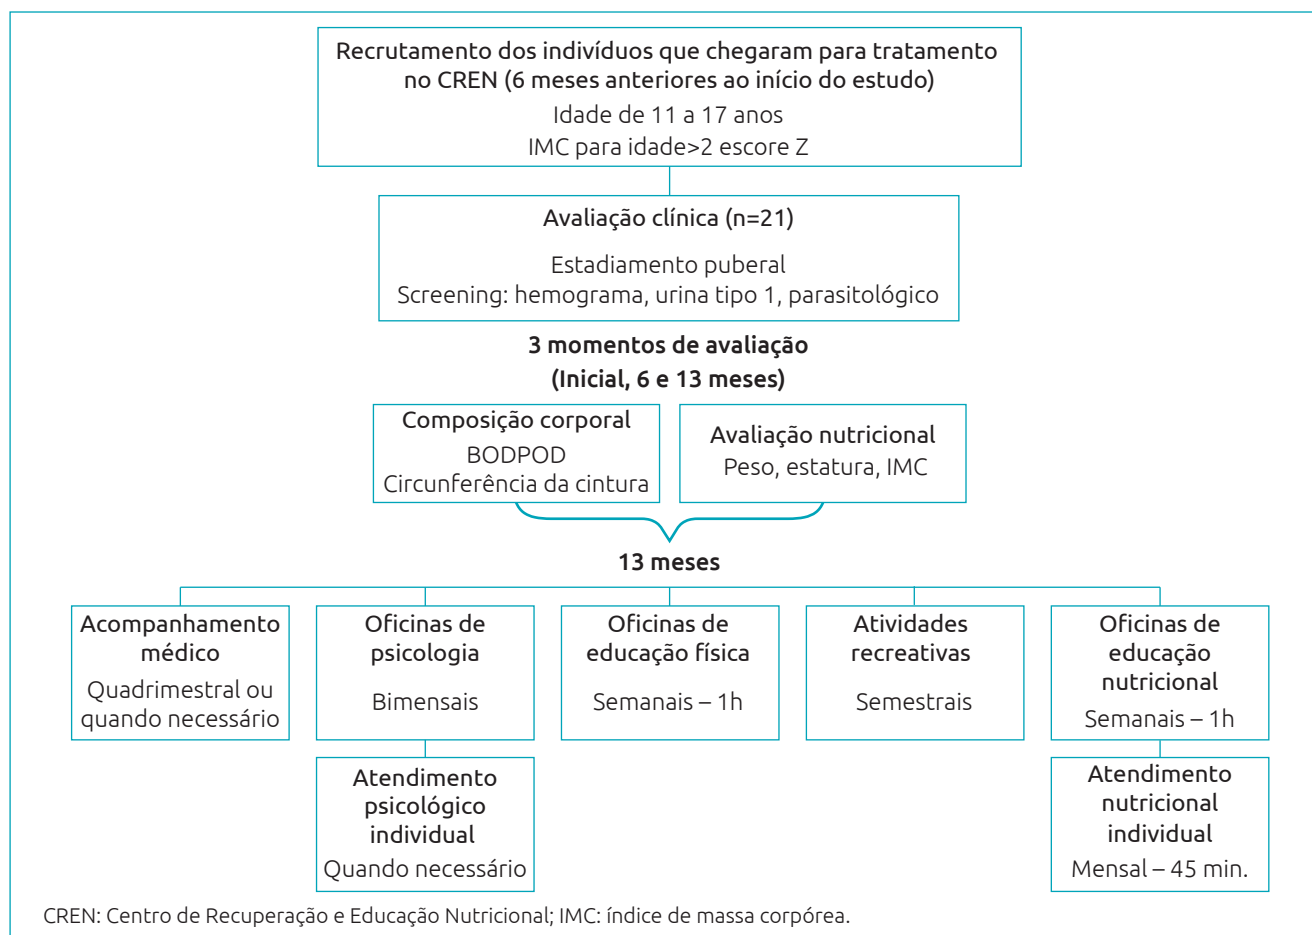 Recrutamento dos indivíduos que chegaram para tratamento
no CREN (6 meses anteriores ao início do estudo)
Idade de 11 a 17 anos
IMC para idade>2 escore Z
Avaliação clínica (n=21)
Estadiamento puberal
Screening: hemograma, urina tipo 1, parasitológico
3 momentos de avaliação
(Inicial, 6 e 13 meses)
Composição corporal
BODPOD
Circunferência da cintura
Avaliação nutricional
Peso, estatura, IMC
13 meses
Acompanhamento
médico
Quadrimestral ou
quando necessário
Oficinas de
psicologia
Bimensais
Atendimento
psicológico
individual
Quando necessário
Oficinas de
educação física
Semanais – 1h
Atividades
recreativas
Semestrais
Oficinas de
educação
nutricional
Semanais – 1h
Atendimento
nutricional
individual
Mensal – 45 min.
CREN: Centro de Recuperação e Educação Nutricional; IMC: índice de massa corpórea.